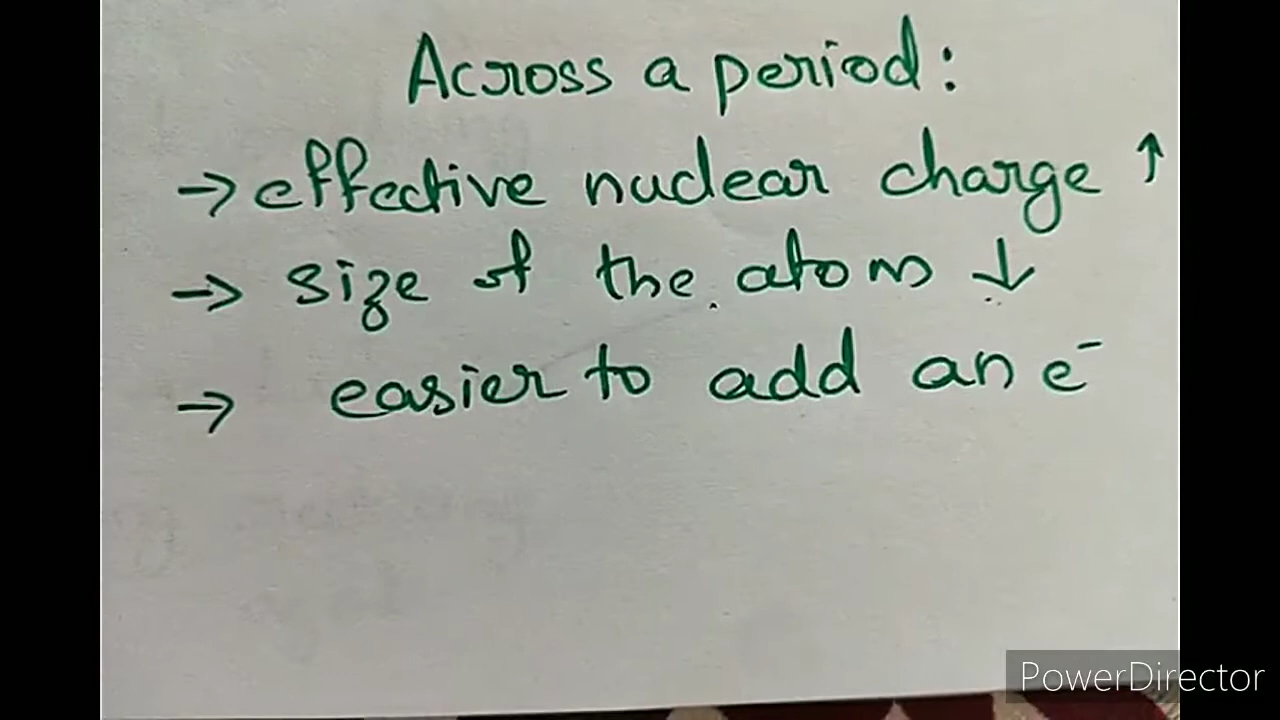 Across a period:
→ effective nuclear charge ↑
→ size of the atom ↓
→ easier to add an e⁻
PowerDirector